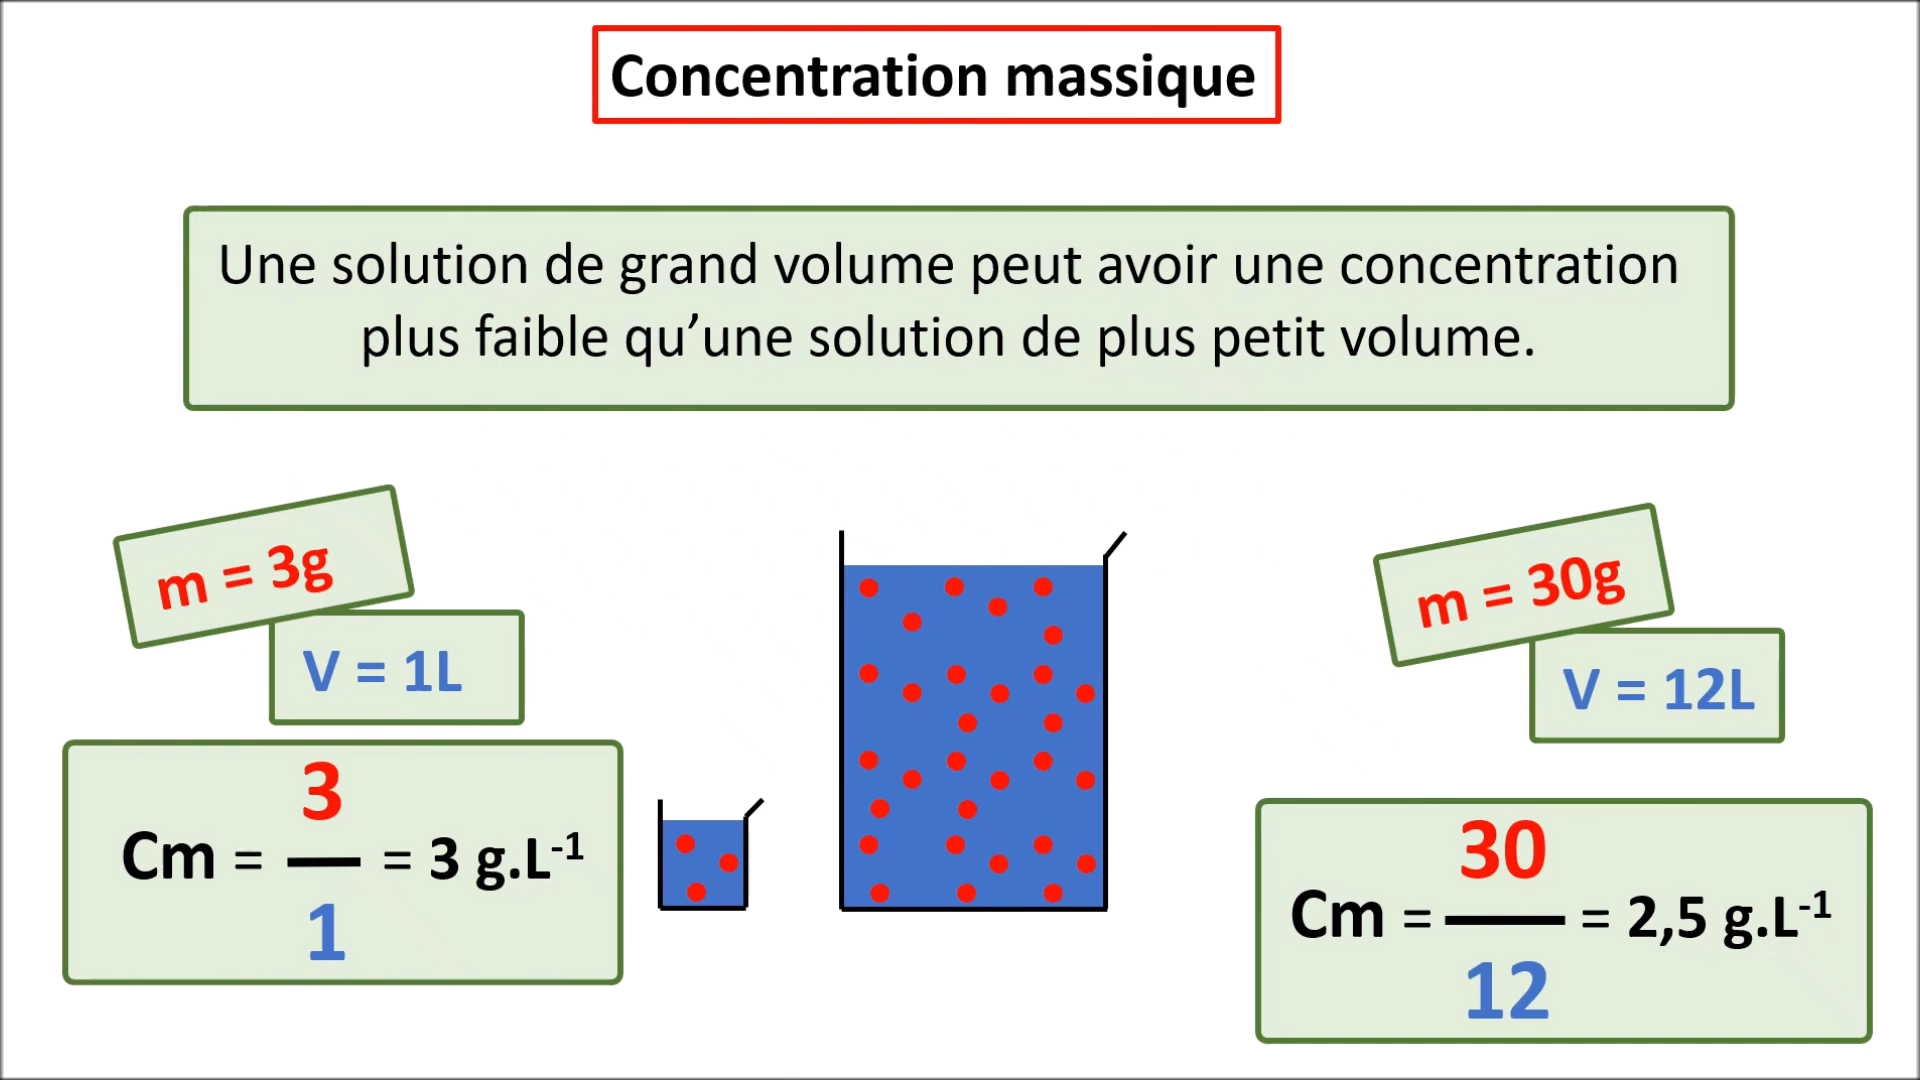 Concentration massique
Une solution de grand volume peut avoir une concentration
plus faible qu’une solution de plus petit volume.
m = 3g
V = 1L
3
Cm = — = 3 g.L⁻¹
1
m = 30g
V = 12L
30
Cm = — = 2,5 g.L⁻¹
12